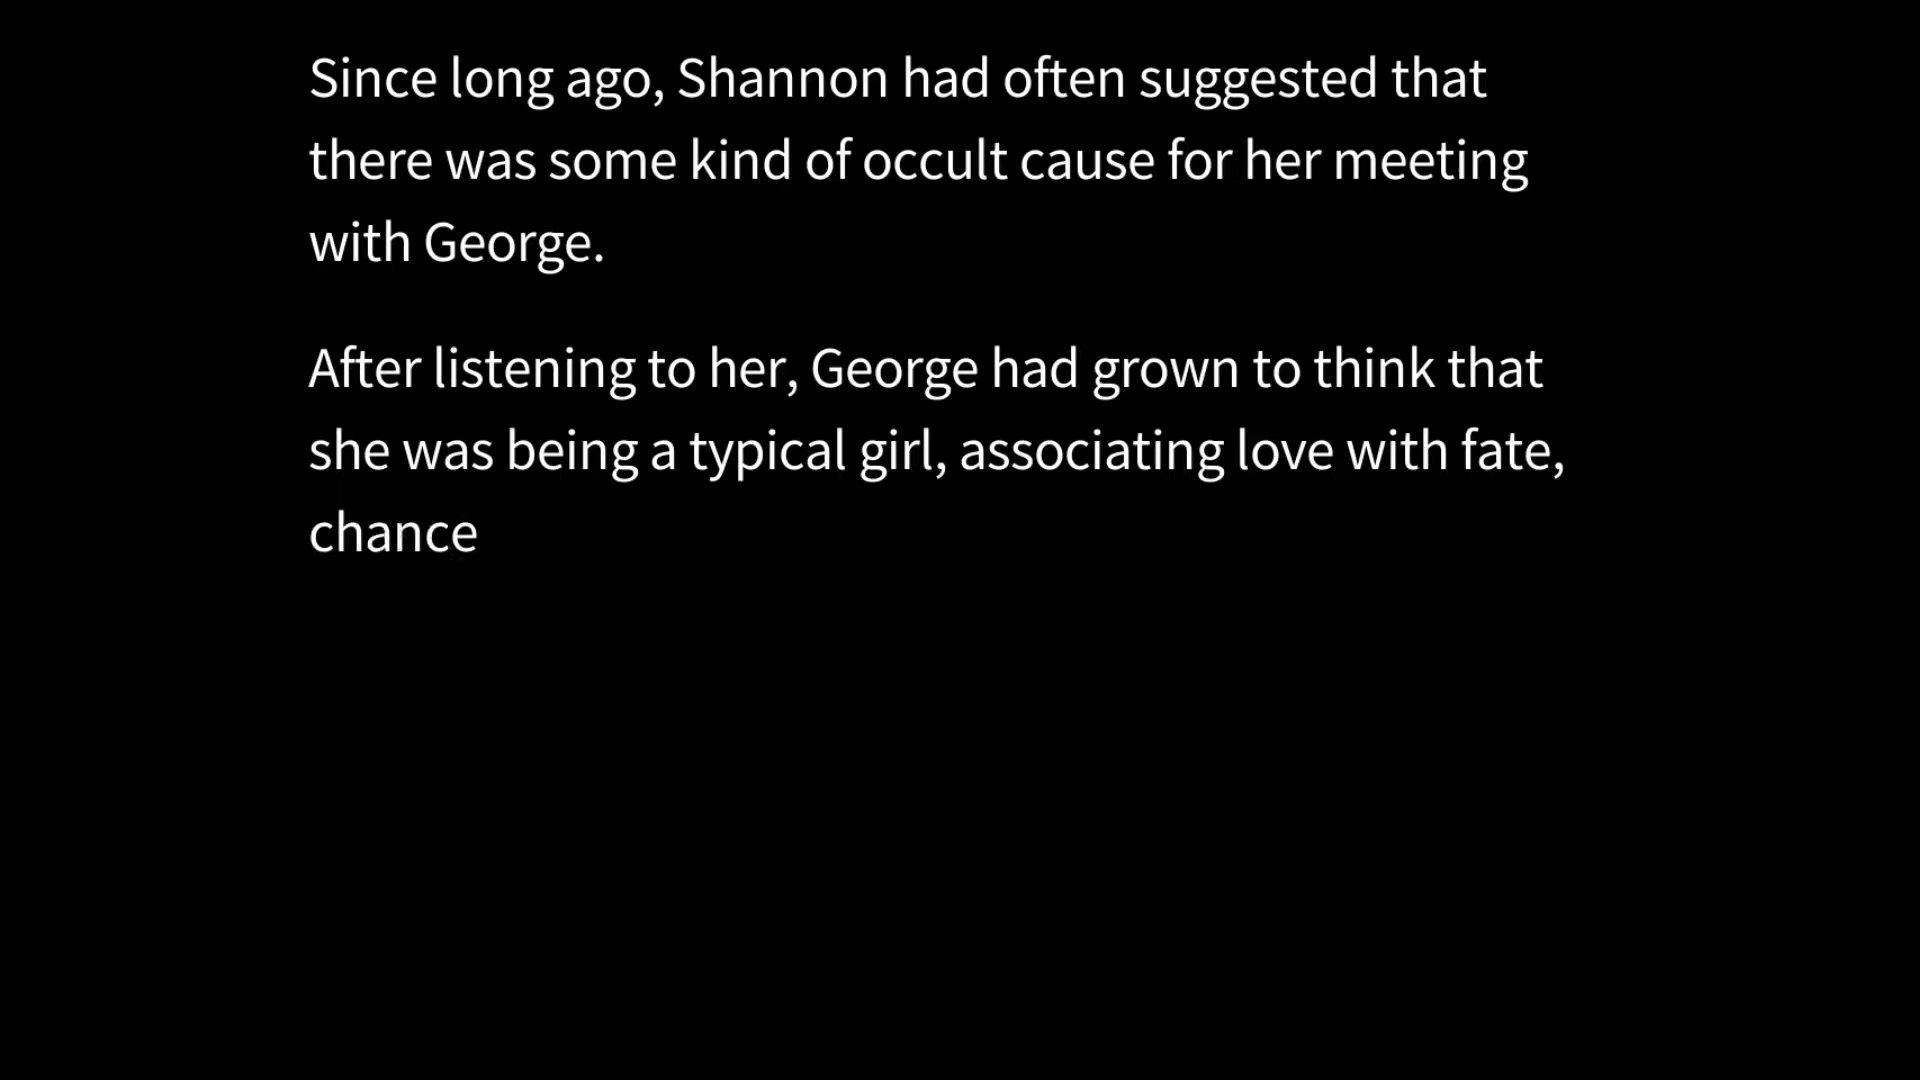 Since long ago, Shannon had often suggested that
there was some kind of occult cause for her meeting
with George.
After listening to her, George had grown to think that
she was being a typical girl, associating love with fate,
chance